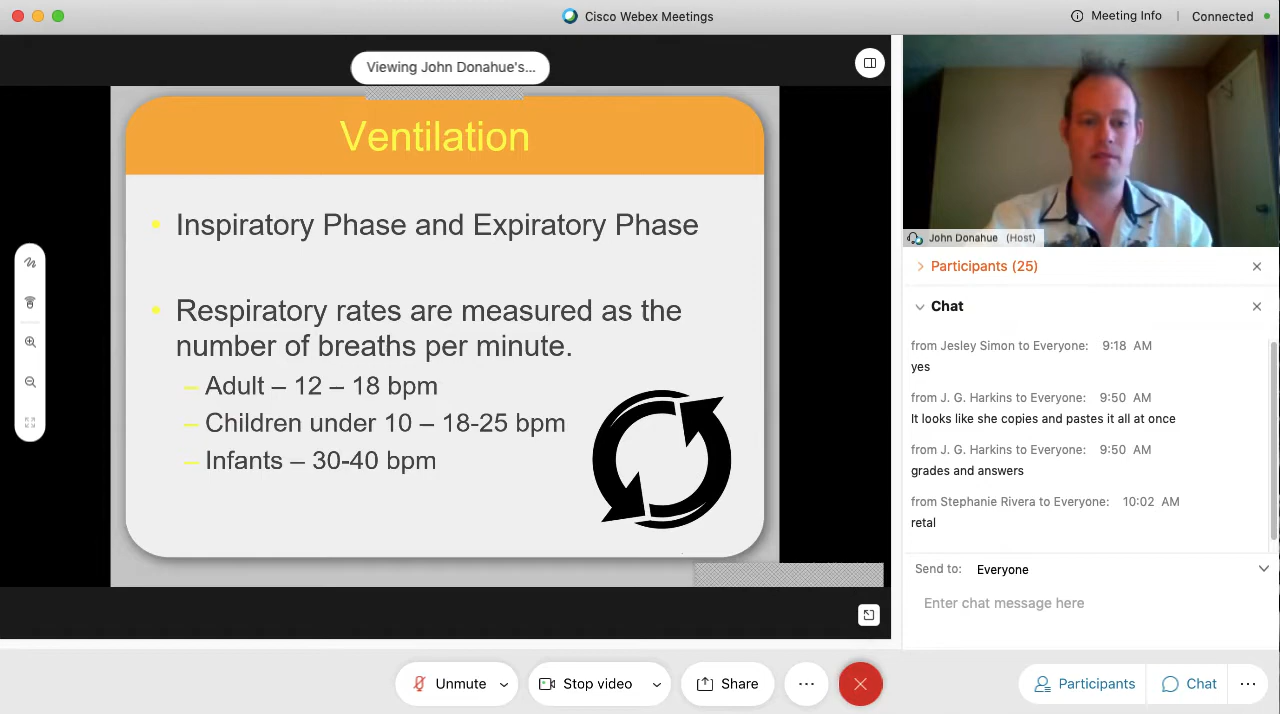 Cisco Webex Meetings
Meeting Info
Connected
Viewing John Donahue's...
Ventilation
• Inspiratory Phase and Expiratory Phase
• Respiratory rates are measured as the
number of breaths per minute.
– Adult – 12 – 18 bpm
– Children under 10 – 18-25 bpm
– Infants – 30-40 bpm
John Donahue (Host)
Participants (25)
Chat
from Jesley Simon to Everyone: 9:18 AM
yes
from J. G. Harkins to Everyone: 9:50 AM
It looks like she copies and pastes it all at once
from J. G. Harkins to Everyone: 9:50 AM
grades and answers
from Stephanie Rivera to Everyone: 10:02 AM
retal
Send to: Everyone
Enter chat message here
Unmute
Stop video
Share
Participants
Chat